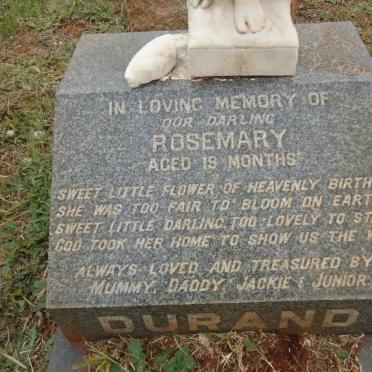 IN LOVING MEMORY OF
OUR DARLING
ROSEMARY
AGED 19 MONTHS
SWEET LITTLE FLOWER OF HEAVENLY BIRTH
SHE WAS TOO FAIR TO BLOOM ON EART
SWEET LITTLE DARLING TOO LOVELY TO ST
GOD TOOK HER HOME TO SHOW US THE W
ALWAYS LOVED AND TREASURED BY
MUMMY, DADDY, JACKIE & JUNIOR
DURAND